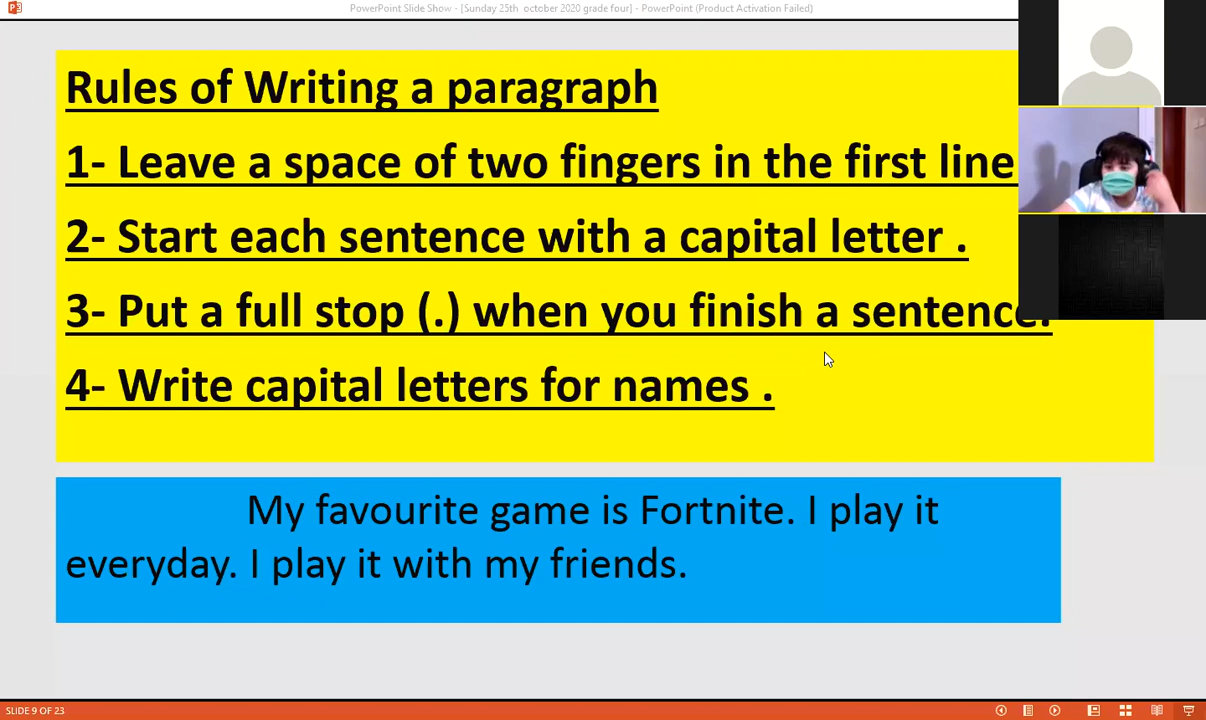 PowerPoint Slide Show - [Sunday 25th october 2020 grade four] - PowerPoint (Product Activation Failed)
Rules of Writing a paragraph
1- Leave a space of two fingers in the first line
2- Start each sentence with a capital letter .
3- Put a full stop (.) when you finish a sentence.
4- Write capital letters for names .
My favourite game is Fortnite. I play it
everyday. I play it with my friends.
SLIDE 9 OF 23